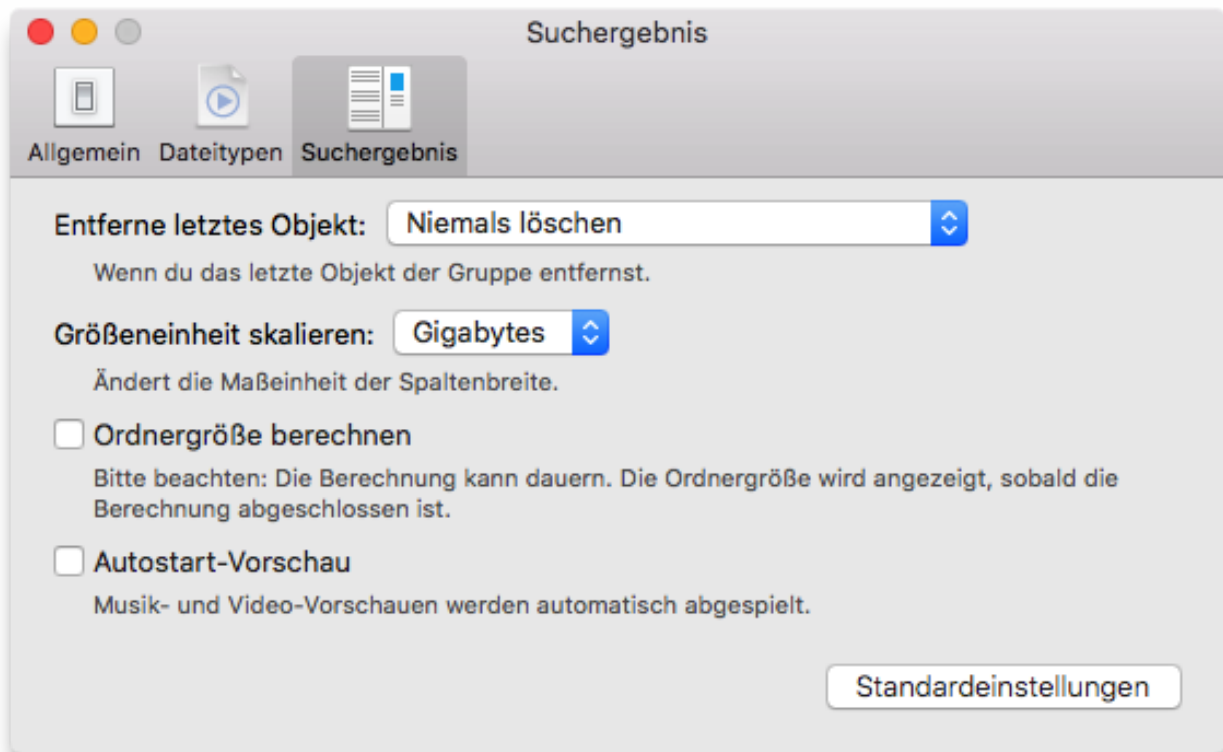 Suchergebnis
Allgemein Dateitypen Suchergebnis
Entferne letztes Objekt: Niemals löschen
Wenn du das letzte Objekt der Gruppe entfernst.
Größeneinheit skalieren: Gigabytes
Ändert die Maßeinheit der Spaltenbreite.
Ordnergröße berechnen
Bitte beachten: Die Berechnung kann dauern. Die Ordnergröße wird angezeigt, sobald die
Berechnung abgeschlossen ist.
Autostart-Vorschau
Musik- und Video-Vorschauen werden automatisch abgespielt.
Standardeinstellungen